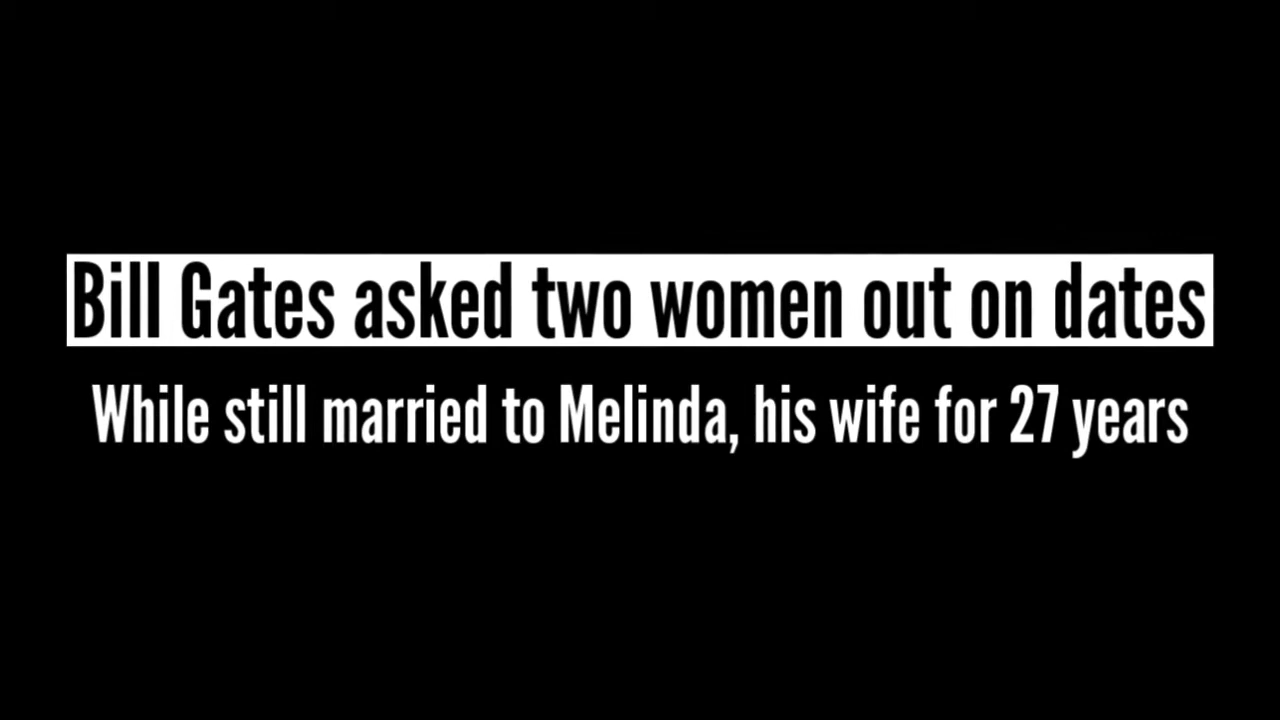 Bill Gates asked two women out on dates
While still married to Melinda, his wife for 27 years